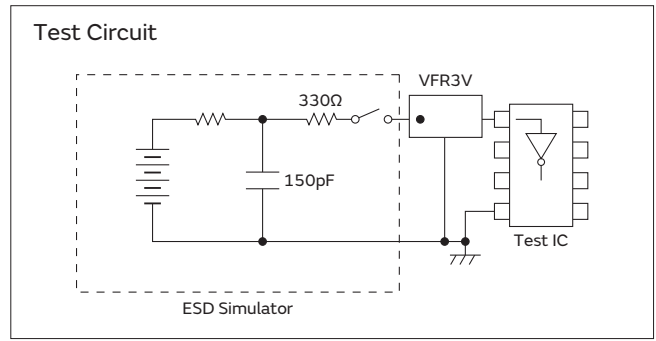 Test Circuit
VFR3V
330Ω
150pF
Test IC
ESD Simulator